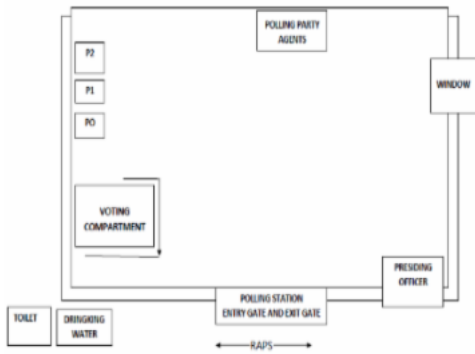 POLLING PARTY
AGENTS
P2
WINDOW
P1
PO
VOTING
COMPARTMENT
PRESIDING
OFFICER
POLLING STATION
ENTRY GATE AND EXIT GATE
TOILET
DRINGKING
WATER
RAPS